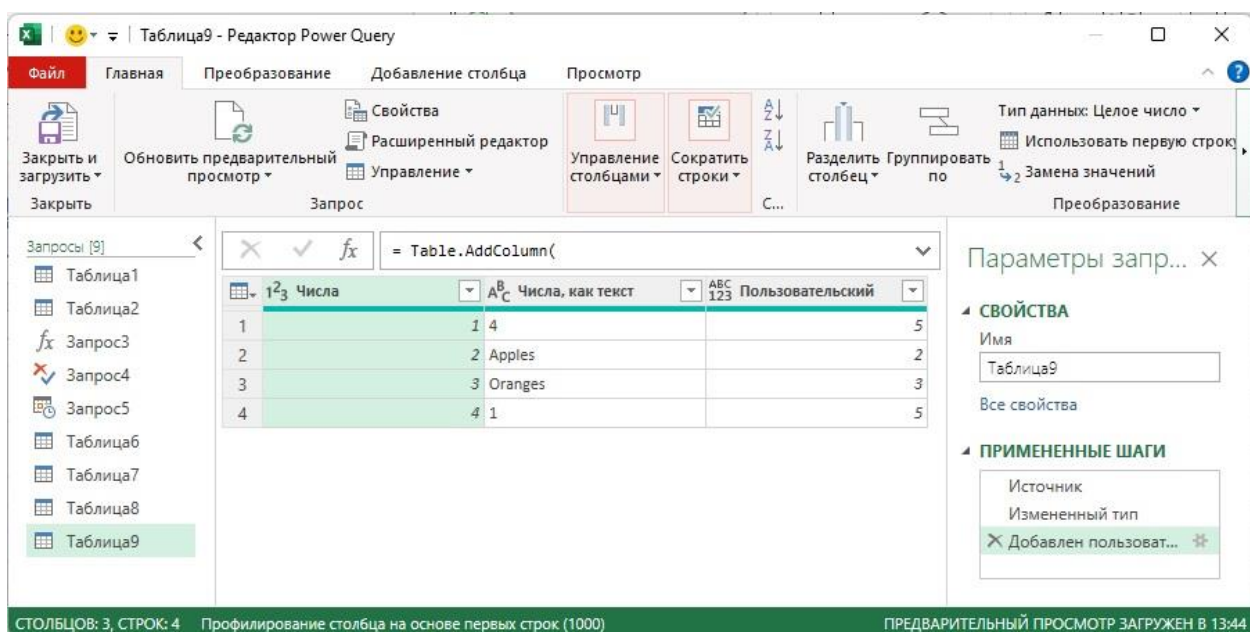 Таблица9 - Редактор Power Query
Файл Главная Преобразование Добавление столбца Просмотр
Закрыть и загрузить
Закрыть
Обновить предварительный просмотр
Свойства
Расширенный редактор
Управление
Запрос
Управление столбцами
Сократить строки
С...
Разделить столбец
Группировать по
Тип данных: Целое число
Использовать первую строку
Замена значений
Преобразование
Запросы [9]
Таблица1
Таблица2
Запрос3
Запрос4
Запрос5
Таблица6
Таблица7
Таблица8
Таблица9
fx = Table.AddColumn(
123 Числа ABC Числа, как текст ABC123 Пользовательский
1 1 4 5
2 2 Apples 2
3 3 Oranges 3
4 4 1 5
Параметры запр...
СВОЙСТВА
Имя
Таблица9
Все свойства
ПРИМЕНЕННЫЕ ШАГИ
Источник
Измененный тип
Добавлен пользоват...
СТОЛБЦОВ: 3, СТРОК: 4 Профилирование столбца на основе первых строк (1000) ПРЕДВАРИТЕЛЬНЫЙ ПРОСМОТР ЗАГРУЖЕН В 13:44